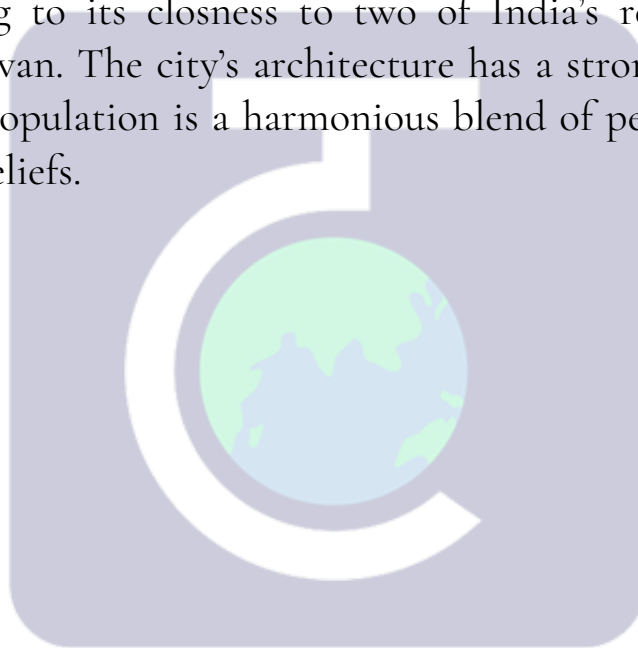 to its closness to two of India's
The city's architecture has a
is a harmonious blend of